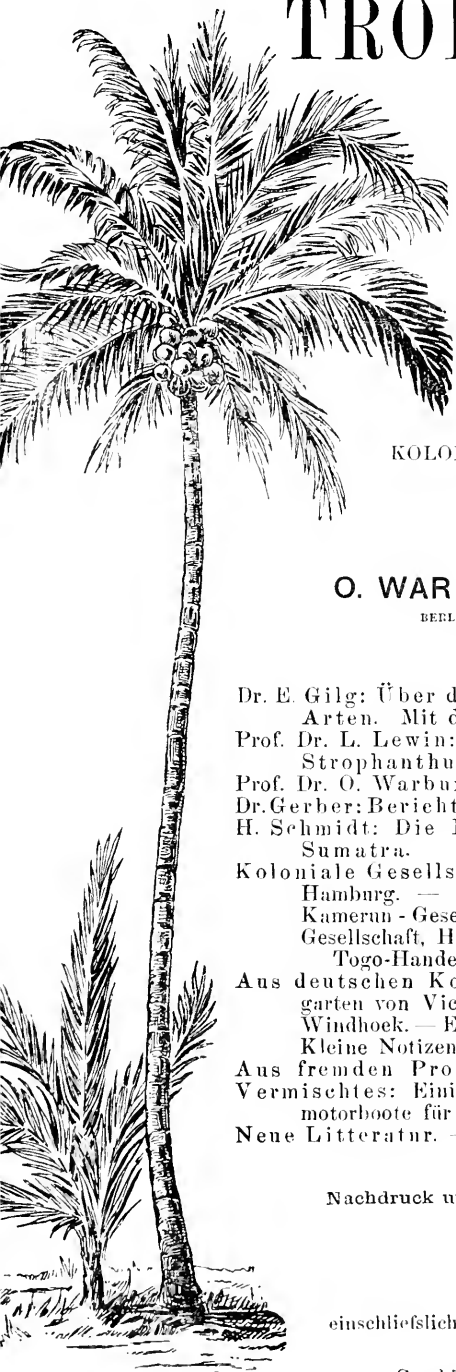 TRO
KOLO
O. WAR
BERL
Dr. E. Gilg: Über d
Arten. Mit d
Prof. Dr. L. Lewin:
Strophanthu
Prof. Dr. O. Warbu
Dr. Gerber: Bericht
H. Schmidt: Die
Sumatra.
Koloniale Gesells
Hamburg. —
Kamerun - Gese
Gesellschaft, H
Togo-Hande
Aus deutschen Ko
garten von Vic
Windhoek. — E
Kleine Notizen
Aus fremden Pro
Vermischtes: Eini
motorboote für
Neue Litteratur. -
Nachdruck u
einschliefslich